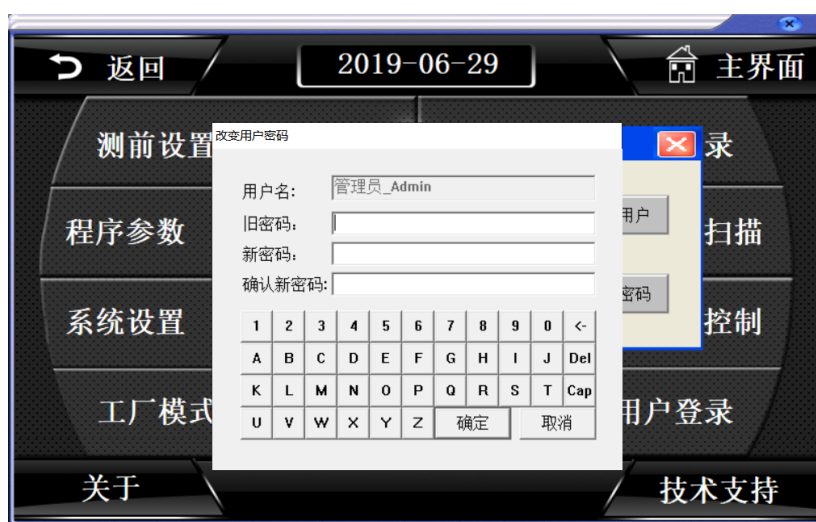 返回
2019-06-29
主界面
测前设置
录
程序参数
扫描
系统设置
控制
工厂模式
用户登录
关于
技术支持
用户
密码
改变用户密码
用户名: 管理员_Admin
旧密码:
新密码:
确认新密码:
1 2 3 4 5 6 7 8 9 0 <-
A B C D E F G H I J Del
K L M N O P Q R S T Cap
U V W X Y Z 确定 取消